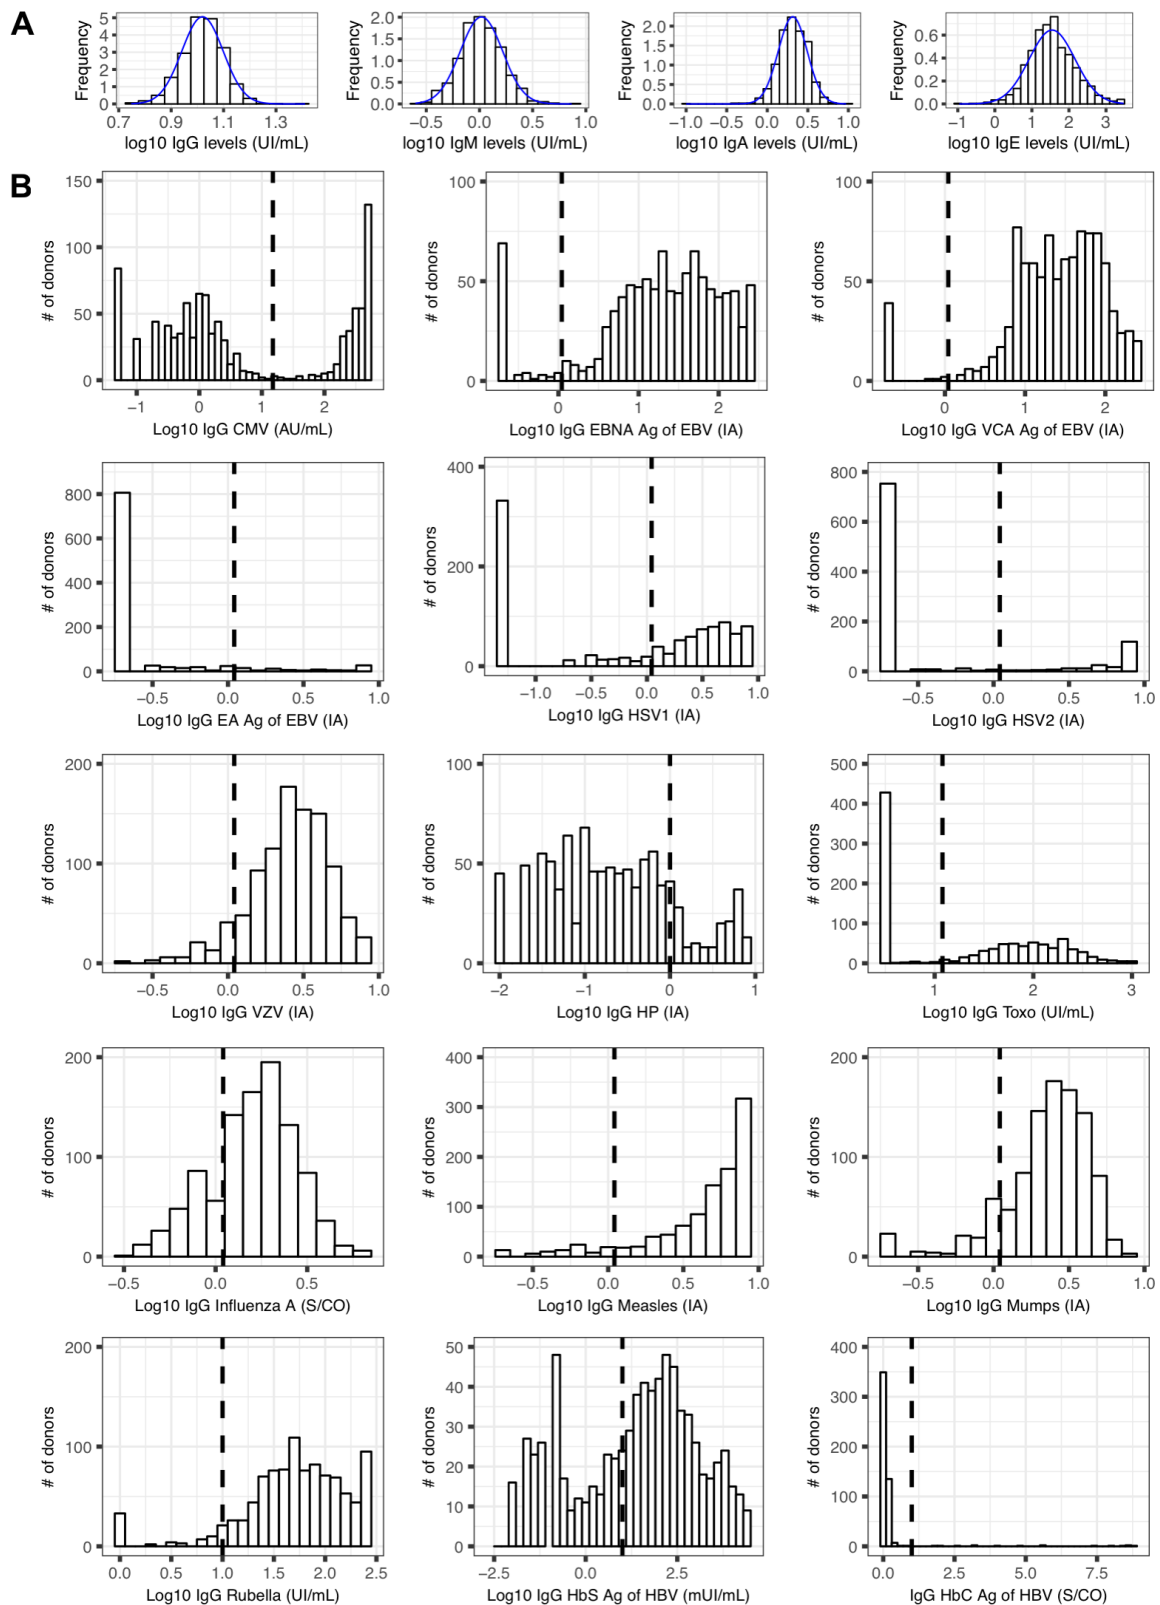 A
Frequency
5
4
3
2
1
0
0.7 0.9 1.1 1.3
log10 IgG levels (UI/mL)
Frequency
2.0
1.5
1.0
0.5
0.0
−0.5 0.0 0.5 1.0
log10 IgM levels (UI/mL)
Frequency
2.0
1.5
1.0
0.5
0.0
−1.0 −0.5 0.0 0.5 1.0
log10 IgA levels (UI/mL)
Frequency
0.6
0.4
0.2
0.0
−1 0 1 2 3
log10 IgE levels (UI/mL)
B
# of donors
150
100
50
0
−1 0 1 2
Log10 IgG CMV (AU/mL)
# of donors
100
50
0
0 1 2
Log10 IgG EBNA Ag of EBV (IA)
# of donors
100
50
0
0 1 2
Log10 IgG VCA Ag of EBV (IA)
# of donors
800
600
400
200
0
−0.5 0.0 0.5 1.0
Log10 IgG EA Ag of EBV (IA)
# of donors
400
200
0
−1.0 −0.5 0.0 0.5 1.0
Log10 IgG HSV1 (IA)
# of donors
800
600
400
200
0
−0.5 0.0 0.5 1.0
Log10 IgG HSV2 (IA)
# of donors
200
100
0
−0.5 0.0 0.5 1.0
Log10 IgG VZV (IA)
# of donors
100
50
0
−2 −1 0 1
Log10 IgG HP (IA)
# of donors
500
400
300
200
100
0
1 2 3
Log10 IgG Toxo (UI/mL)
# of donors
200
100
0
−0.5 0.0 0.5
Log10 IgG Influenza A (S/CO)
# of donors
400
300
200
100
0
−0.5 0.0 0.5 1.0
Log10 IgG Measles (IA)
# of donors
200
100
0
−0.5 0.0 0.5 1.0
Log10 IgG Mumps (IA)
# of donors
200
100
0
0.0 0.5 1.0 1.5 2.0 2.5
Log10 IgG Rubella (UI/mL)
# of donors
50
40
30
20
10
0
−2.5 0.0 2.5
Log10 IgG HbS Ag of HBV (mUI/mL)
# of donors
400
300
200
100
0
0.0 2.5 5.0 7.5
IgG HbC Ag of HBV (S/CO)